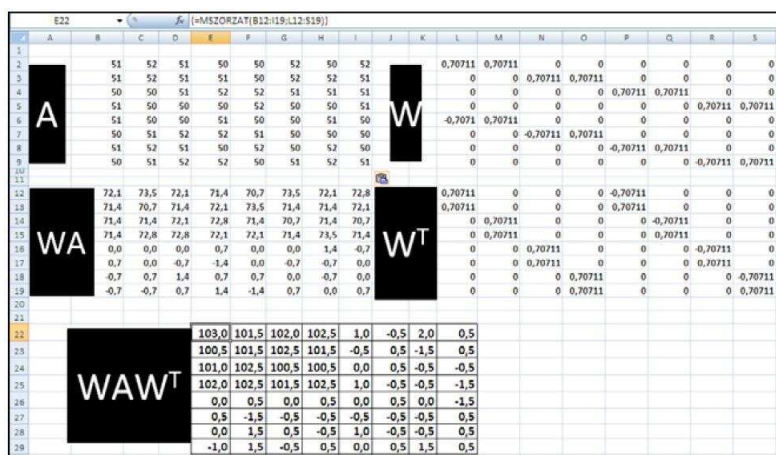 E22 fx {=MSZORZAT(B12:I19;L12:S19)}
A B C D E F G H I J K L M N O P Q R S
1
2 51 52 51 50 50 52 50 52 0,70711 0,70711 0 0 0 0 0 0
3 51 52 51 51 50 52 52 51 0 0 0,70711 0,70711 0 0 0 0
4 50 50 51 52 52 50 51 51 0 0 0 0 0,70711 0,70711 0 0
5 51 50 50 50 52 50 50 51 0 0 0 0 0 0 0,70711 0,70711
6 51 50 50 51 51 50 50 50 -0,7071 0,70711 0 0 0 0 0 0
7 50 51 52 52 51 50 50 50 0 0 -0,70711 0,70711 0 0 0 0
8 51 52 51 52 50 50 52 51 0 0 0 0 -0,70711 0,70711 0 0
9 50 51 52 52 50 51 52 51 0 0 0 0 0 0 -0,70711 0,70711
A W
10
11
12 72,1 73,5 72,1 71,4 70,7 73,5 72,1 72,8 0,70711 0 0 0 -0,70711 0 0 0
13 71,4 70,7 71,4 72,1 73,5 71,4 71,4 72,1 0,70711 0 0 0 0,70711 0 0 0
14 71,4 71,4 72,1 72,8 71,4 70,7 71,4 70,7 0 0,70711 0 0 0 -0,70711 0 0
15 71,4 72,8 72,8 72,1 72,1 71,4 73,5 71,4 0 0,70711 0 0 0 0,70711 0 0
16 0,0 0,0 0,0 0,7 0,0 0,0 1,4 -0,7 0 0 0,70711 0 0 0 -0,70711 0
17 0,7 0,0 -0,7 -1,4 0,0 -0,7 -0,7 0,0 0 0 0,70711 0 0 0 0,70711 0
18 -0,7 0,7 1,4 0,7 0,7 0,0 -0,7 0,0 0 0 0 0,70711 0 0 0 -0,70711
19 -0,7 -0,7 0,7 1,4 -1,4 0,7 0,0 0,7 0 0 0 0,70711 0 0 0 0,70711
WA Wᵀ
20
21
22 103,0 101,5 102,0 102,5 1,0 -0,5 2,0 0,5
23 100,5 101,5 102,5 101,5 -0,5 0,5 -1,5 0,5
24 101,0 102,5 100,5 100,5 0,0 0,5 -0,5 -0,5
25 102,0 102,5 101,5 102,5 1,0 -0,5 -0,5 -1,5
26 0,0 0,5 0,0 0,5 0,0 0,5 0,0 -1,5
27 0,5 -1,5 -0,5 -0,5 -0,5 -0,5 -0,5 0,5
28 0,0 1,5 0,5 -0,5 1,0 -0,5 -0,5 0,5
29 -1,0 1,5 -0,5 0,5 0,0 0,5 1,5 0,5
WAWᵀ